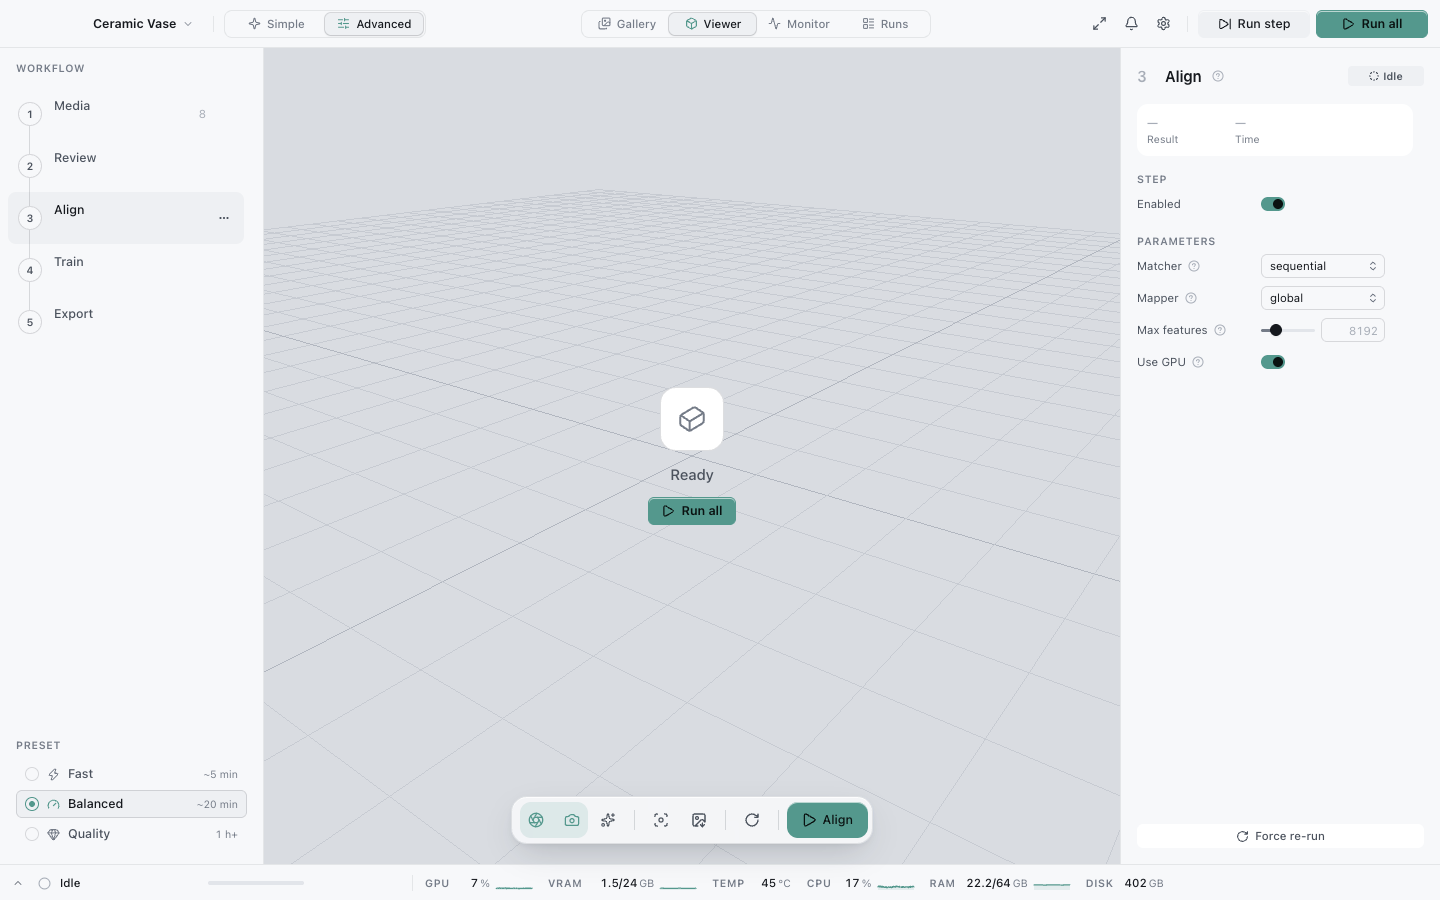 Ceramic Vase
Simple
Advanced
Gallery
Viewer
Monitor
Runs
Run step
Run all
WORKFLOW
1 Media 8
2 Review
3 Align ...
4 Train
5 Export
PRESET
Fast ~5 min
Balanced ~20 min
Quality 1 h+
Ready
Run all
Align
3 Align
Idle
— —
Result Time
STEP
Enabled
PARAMETERS
Matcher sequential
Mapper global
Max features 8192
Use GPU
Force re-run
Idle
GPU 7 % VRAM 1.5/24 GB TEMP 45 °C CPU 17 % RAM 22.2/64 GB DISK 402 GB